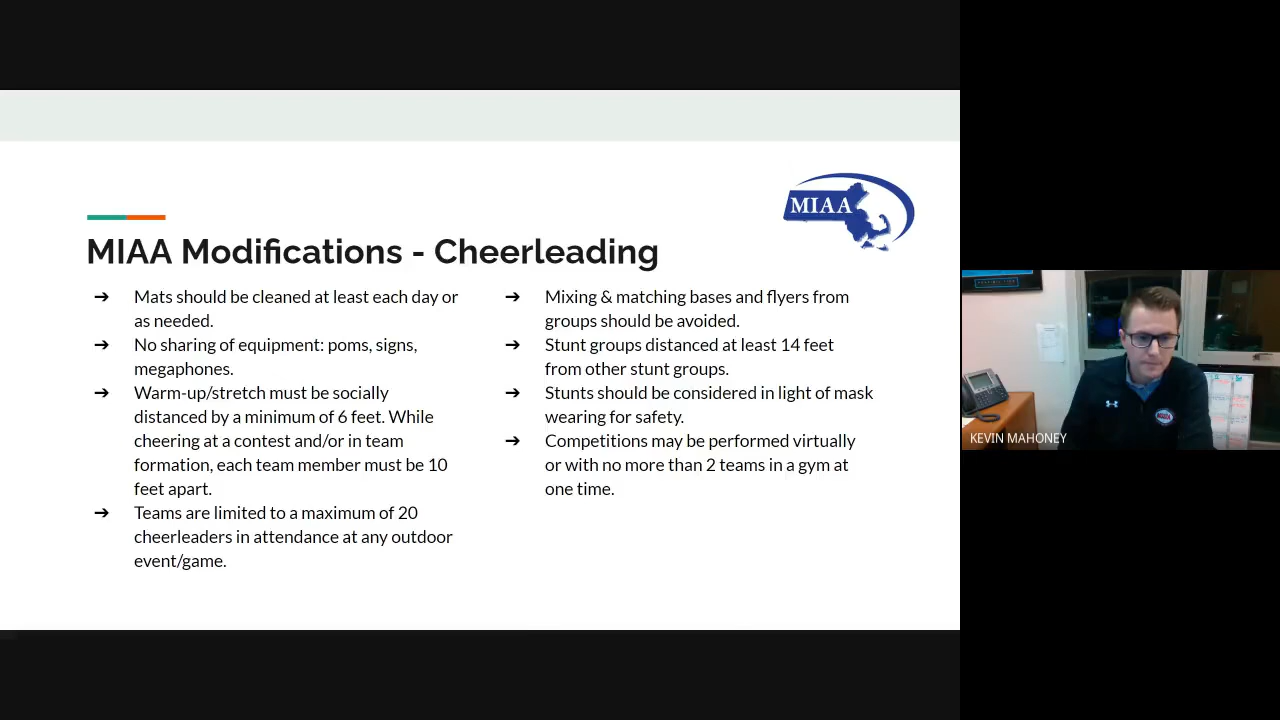 MIAA
MIAA Modifications - Cheerleading
➔ Mats should be cleaned at least each day or
as needed.
➔ No sharing of equipment: poms, signs,
megaphones.
➔ Warm-up/stretch must be socially
distanced by a minimum of 6 feet. While
cheering at a contest and/or in team
formation, each team member must be 10
feet apart.
➔ Teams are limited to a maximum of 20
cheerleaders in attendance at any outdoor
event/game.
➔ Mixing & matching bases and flyers from
groups should be avoided.
➔ Stunt groups distanced at least 14 feet
from other stunt groups.
➔ Stunts should be considered in light of mask
wearing for safety.
➔ Competitions may be performed virtually
or with no more than 2 teams in a gym at
one time.
KEVIN MAHONEY